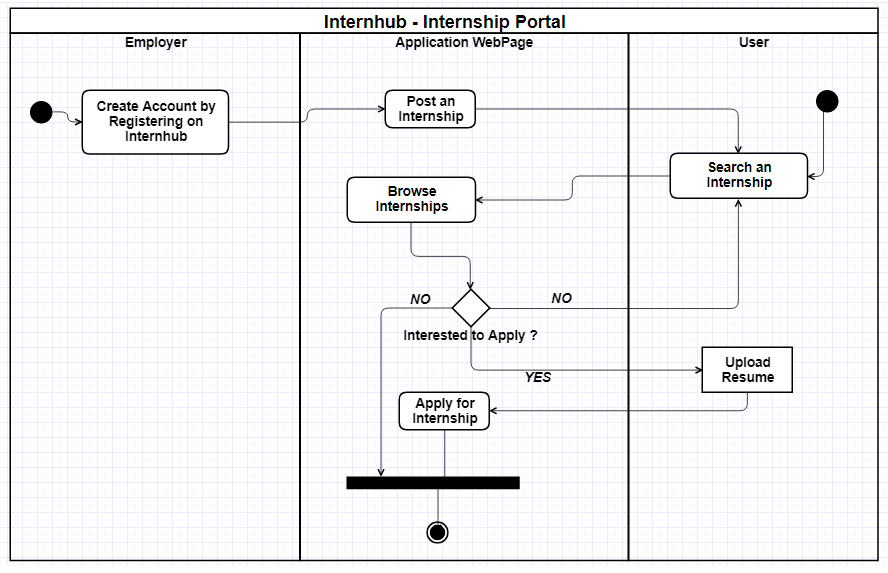 Internhub - Internship Portal
Employer
Application WebPage
User
Create Account by
Registering on
Internhub
Post an
Internship
Search an
Internship
Browse
Internships
NO
NO
Interested to Apply ?
YES
Upload
Resume
Apply for
Internship